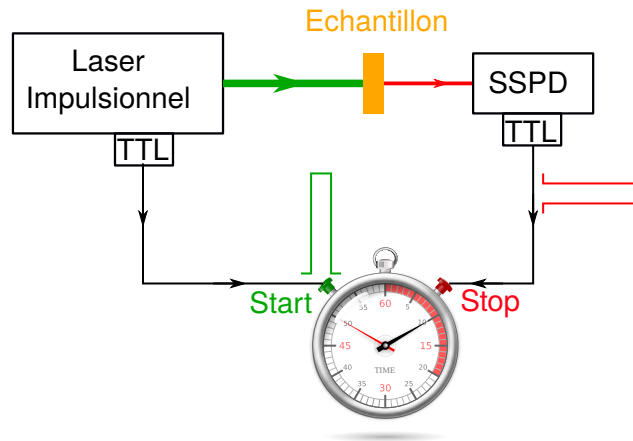 Echantillon
Laser
Impulsionnel
SSPD
TTL
TTL
Start
Stop
60
5
10
15
20
25
30
35
40
45
50
55
TIME